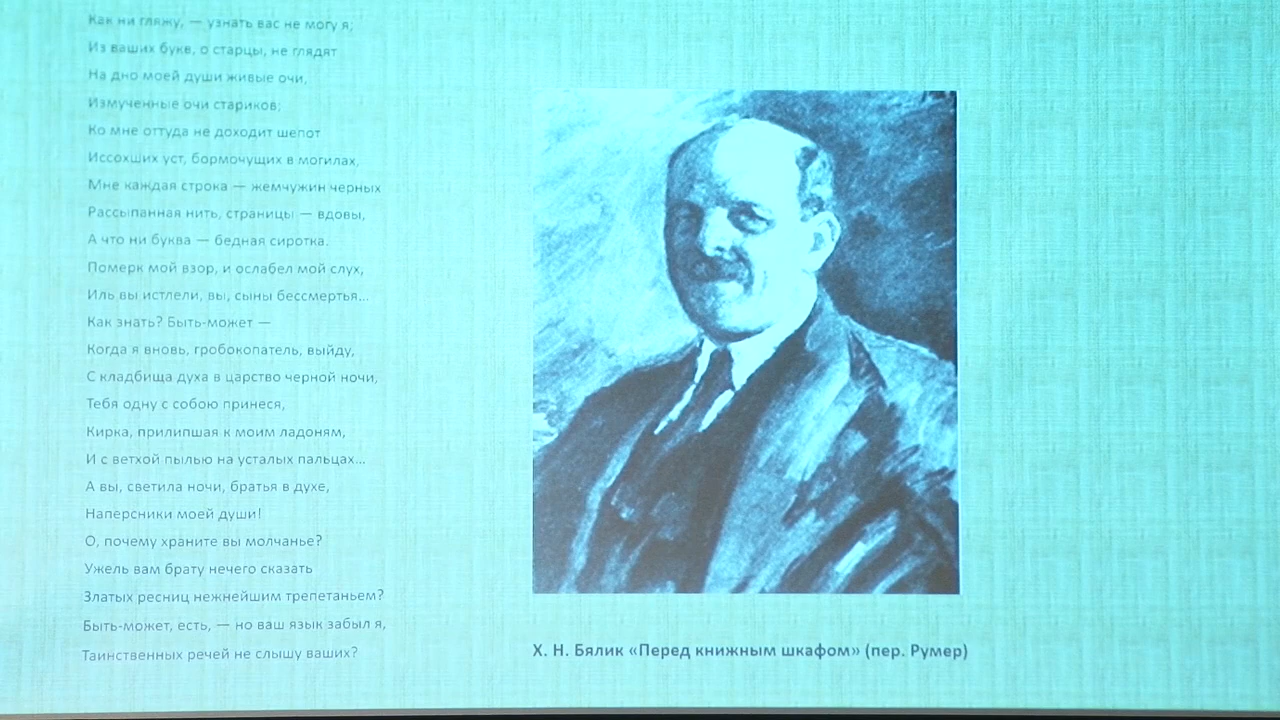 Как ни гляжу, — узнать вас не могу я;
Из ваших букв, о старцы, не глядят
На дно моей души живые очи,
Измученные очи стариков;
Ко мне оттуда не доходит шепот
Иссохших уст, бормочущих в могилах,
Мне каждая строка — жемчужин черных
Рассыпанная нить, страницы — вдовы,
А что ни буква — бедная сиротка.
Померк мой взор, и ослабел мой слух,
Иль вы истлели, вы, сыны бессмертья...
Как знать? Быть-может —
Когда я вновь, гробокопатель, выйду,
С кладбища духа в царство черной ночи,
Тебя одну с собою принеся,
Кирка, прилипшая к моим ладоням,
И с ветхой пылью на усталых пальцах...
А вы, светила ночи, братья в духе,
Наперсники моей души!
О, почему храните вы молчанье?
Ужель вам брату нечего сказать
Златых ресниц нежнейшим трепетаньем?
Быть-может, есть, — но ваш язык забыл я,
Таинственных речей не слышу ваших?
Х. Н. Бялик «Перед книжным шкафом» (пер. Румер)